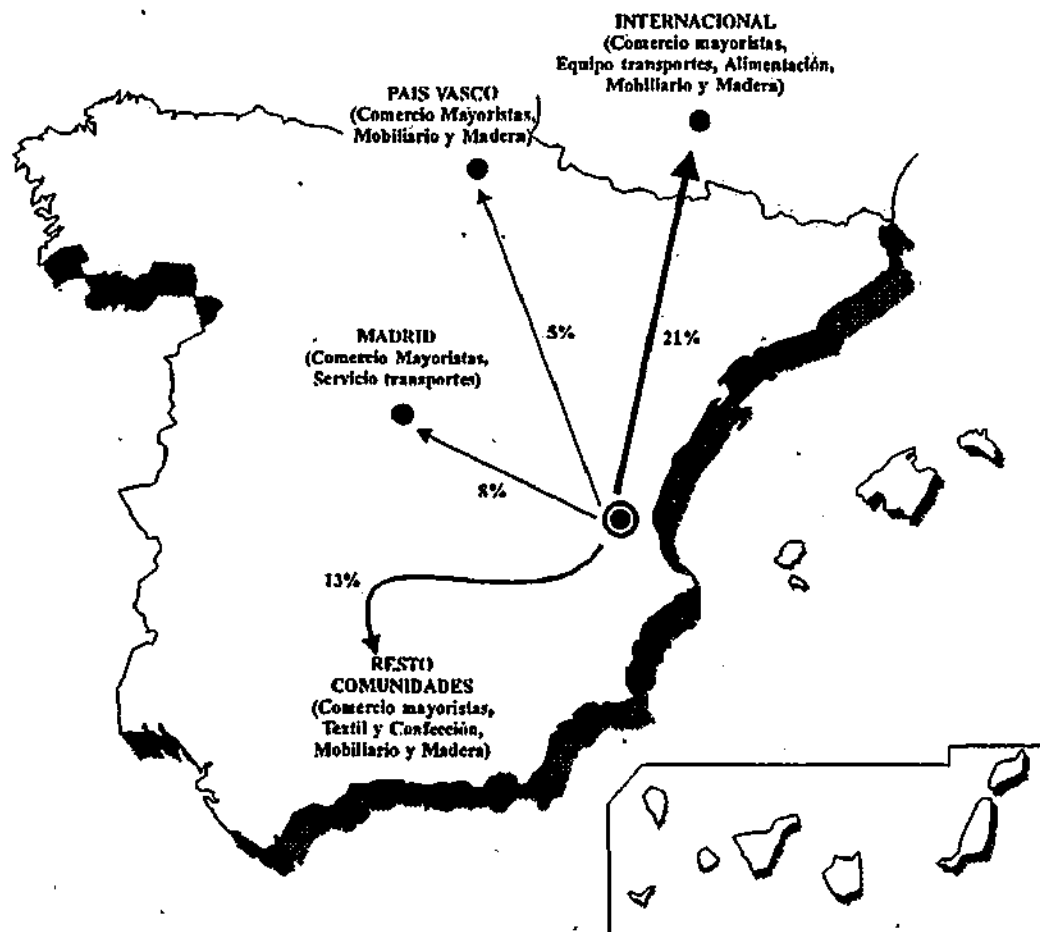 INTERNACIONAL
(Comercio mayoristas,
Equipo transportes, Alimentación,
Mobiliario y Madera)
PAIS VASCO
(Comercio Mayoristas,
Mobiliario y Madera)
5%
21%
MADRID
(Comercio Mayoristas,
Servicio transportes)
8%
13%
RESTO
COMUNIDADES
(Comercio mayoristas,
Textil y Confección,
Mobiliario y Madera)